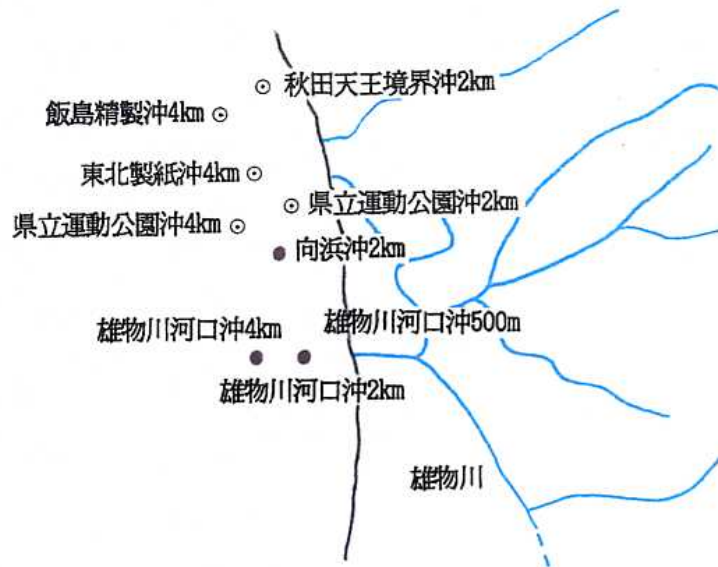 秋田天王境界沖2km
飯島精製沖4km
東北製紙沖4km
県立運動公園沖2km
県立運動公園沖4km
向浜沖2km
雄物川河口沖4km
雄物川河口沖500m
雄物川河口沖2km
雄物川